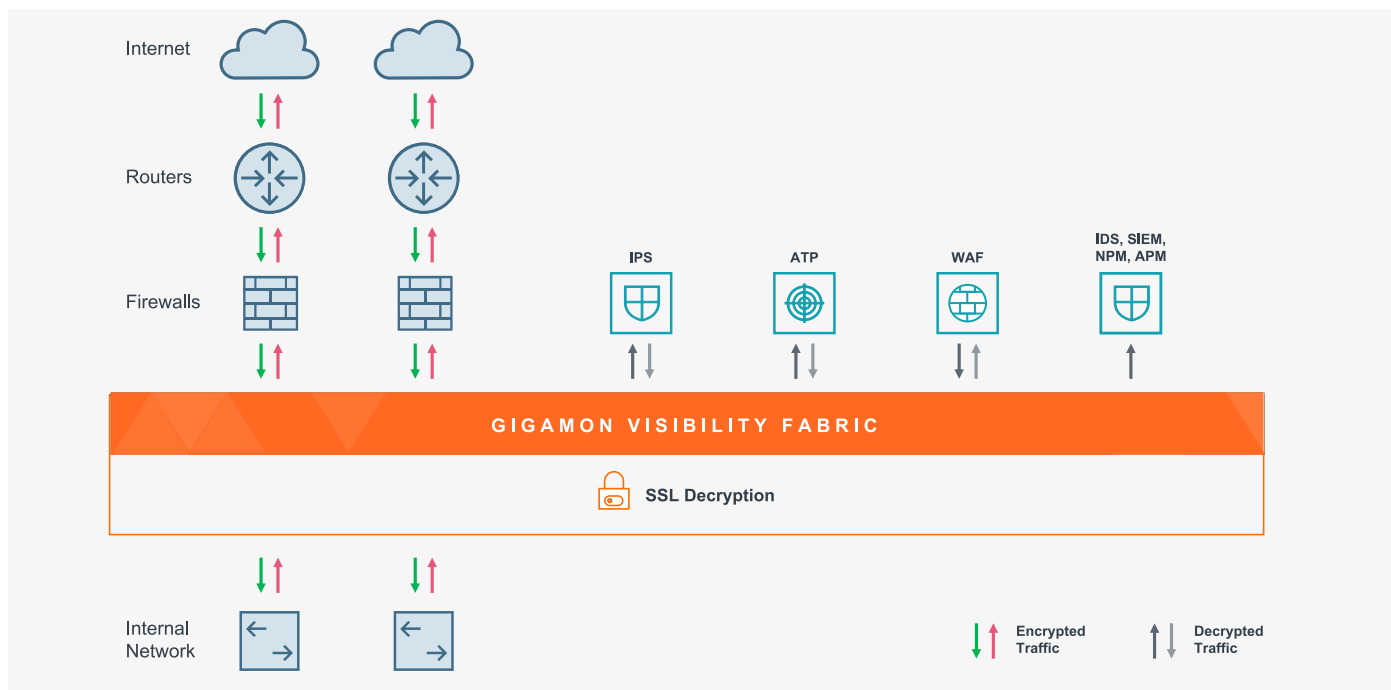 Internet
Routers
Firewalls
IPS
ATP
WAF
IDS, SIEM,
NPM, APM
GIGAMON VISIBILITY FABRIC
SSL Decryption
Internal
Network
Encrypted
Traffic
Decrypted
Traffic